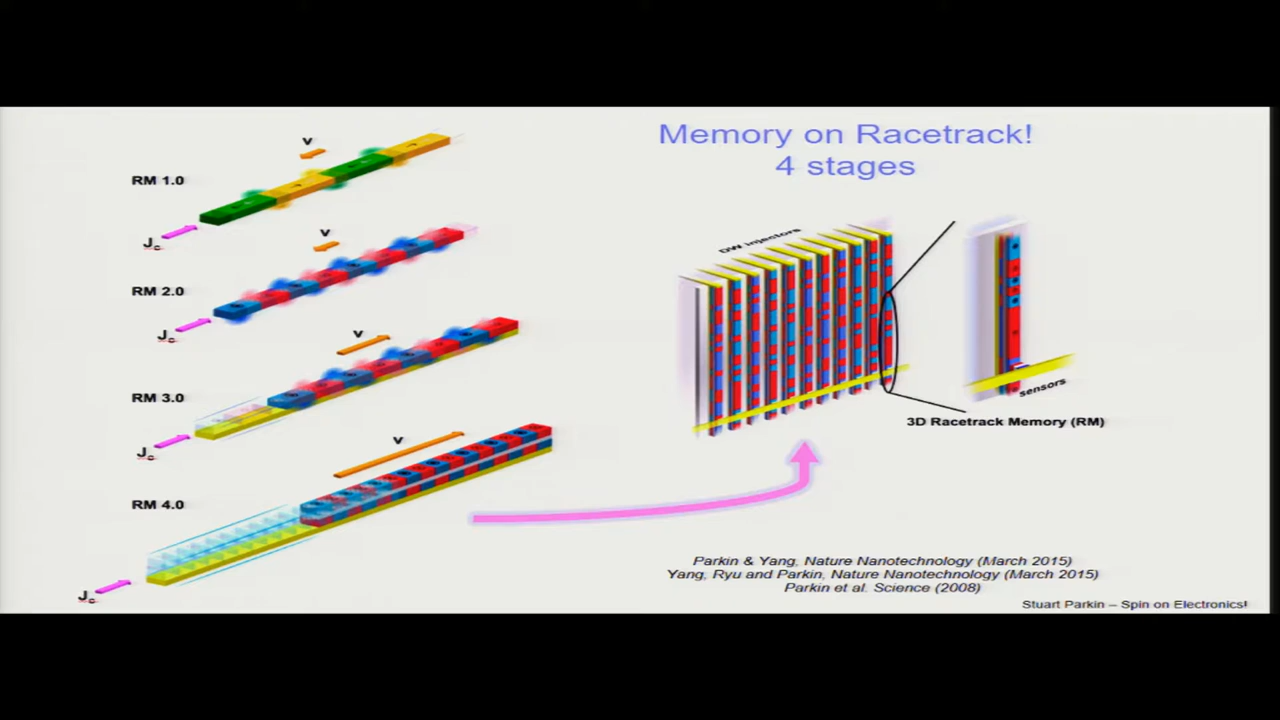 Memory on Racetrack!
4 stages
v
RM 1.0
Jc
v
RM 2.0
Jc
v
RM 3.0
Jc
v
RM 4.0
Jc
DW injectors
sensors
3D Racetrack Memory (RM)
Parkin & Yang, Nature Nanotechnology (March 2015)
Yang, Ryu and Parkin, Nature Nanotechnology (March 2015)
Parkin et al. Science (2008)
Stuart Parkin – Spin on Electronics!